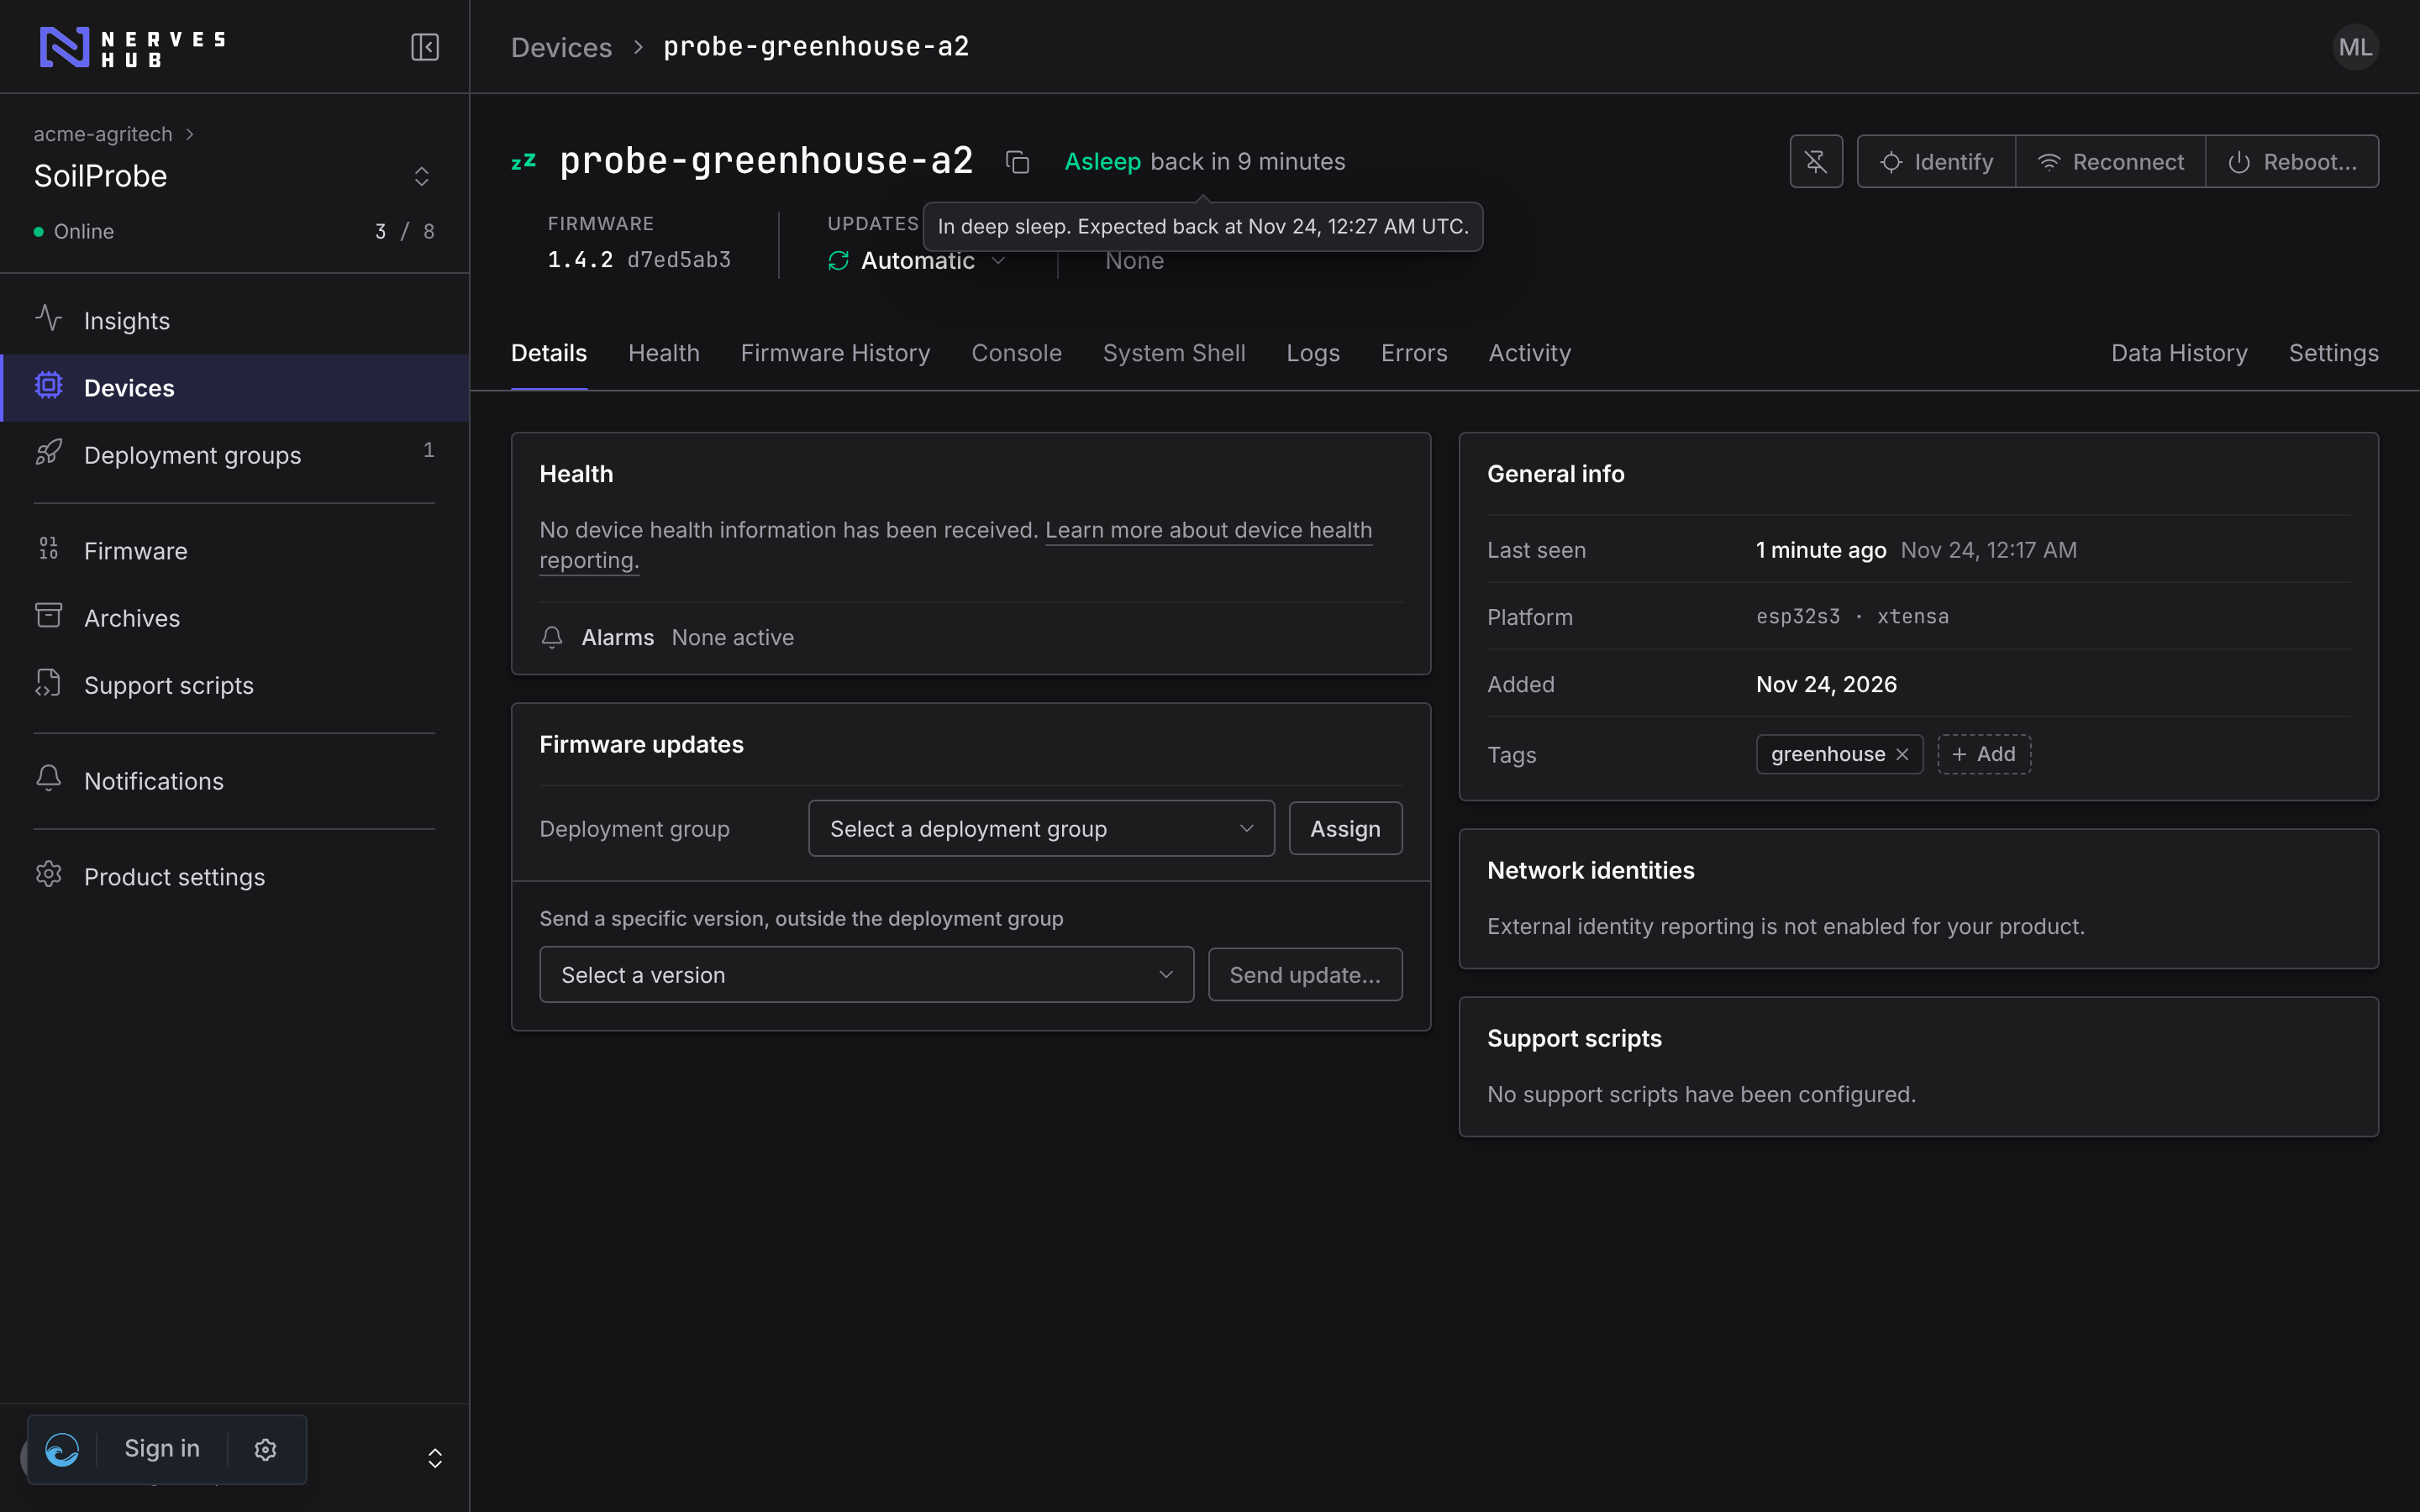 NERVES
HUB
acme-agritech
SoilProbe
Online 3 / 8
Insights
Devices
Deployment groups 1
Firmware
Archives
Support scripts
Notifications
Product settings
Sign in
Devices > probe-greenhouse-a2
ML
zZ probe-greenhouse-a2 Asleep back in 9 minutes
Identify Reconnect Reboot...
In deep sleep. Expected back at Nov 24, 12:27 AM UTC.
FIRMWARE UPDATES
1.4.2 d7ed5ab3 Automatic None
Details Health Firmware History Console System Shell Logs Errors Activity Data History Settings
Health
No device health information has been received. Learn more about device health
reporting.
Alarms None active
Firmware updates
Deployment group Select a deployment group Assign
Send a specific version, outside the deployment group
Select a version Send update...
General info
Last seen 1 minute ago Nov 24, 12:17 AM
Platform esp32s3 · xtensa
Added Nov 24, 2026
Tags greenhouse × + Add
Network identities
External identity reporting is not enabled for your product.
Support scripts
No support scripts have been configured.